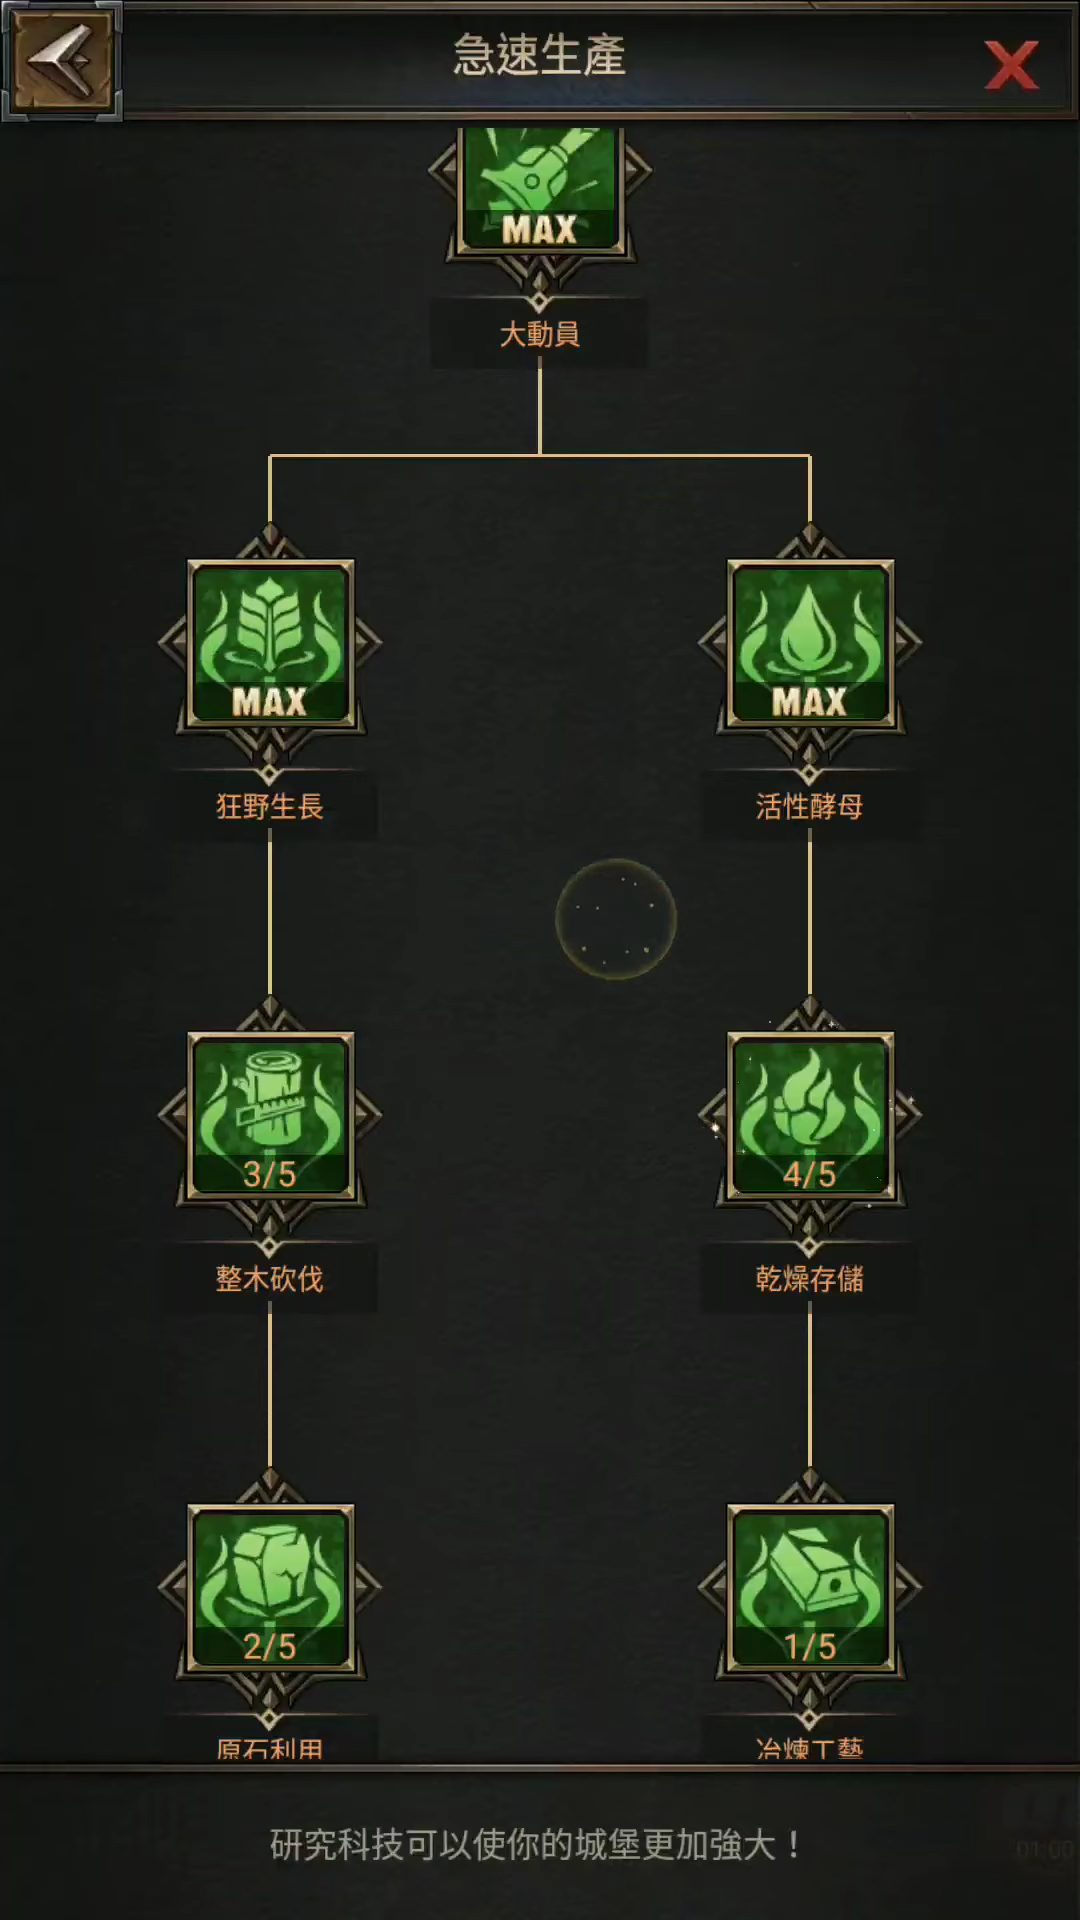 急速生產
MAX
大動員
MAX
MAX
狂野生長
活性酵母
3/5
4/5
整木砍伐
乾燥存儲
2/5
1/5
原石利用
冶煉工藝
研究科技可以使你的城堡更加強大！
01:00